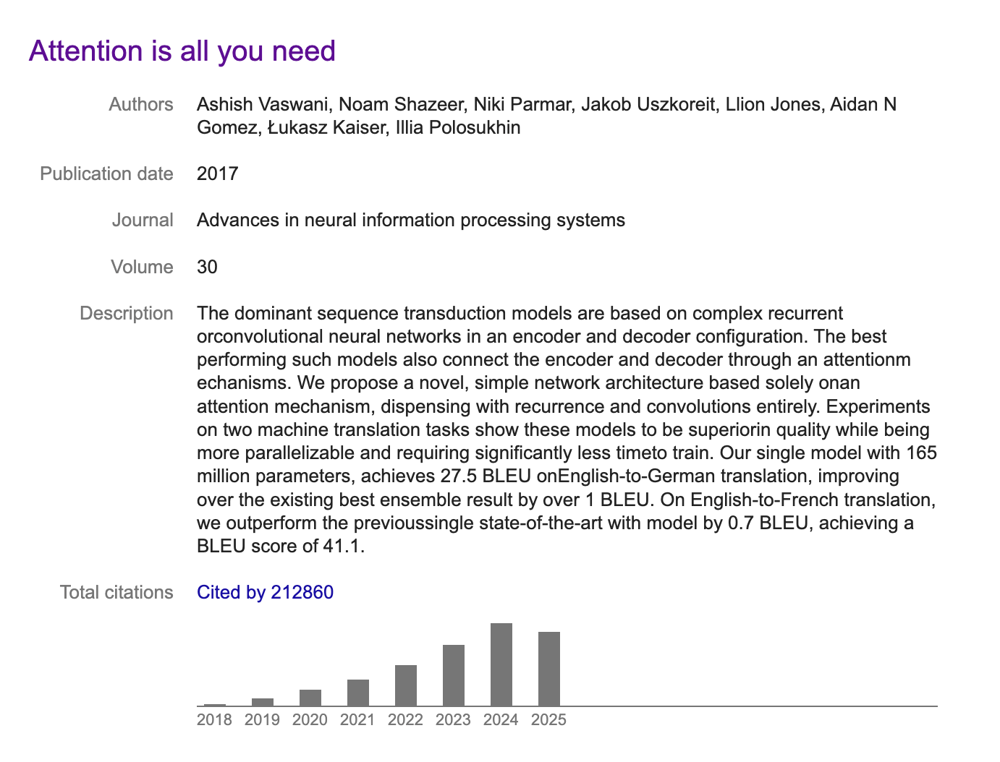 Attention is all you need
Authors
Ashish Vaswani, Noam Shazeer, Niki Parmar, Jakob Uszkoreit, Llion Jones, Aidan N
Gomez, Łukasz Kaiser, Illia Polosukhin
Publication date
2017
Journal
Advances in neural information processing systems
Volume
30
Description
The dominant sequence transduction models are based on complex recurrent
orconvolutional neural networks in an encoder and decoder configuration. The best
performing such models also connect the encoder and decoder through an attentionm
echanisms. We propose a novel, simple network architecture based solely onan
attention mechanism, dispensing with recurrence and convolutions entirely. Experiments
on two machine translation tasks show these models to be superiorin quality while being
more parallelizable and requiring significantly less timeto train. Our single model with 165
million parameters, achieves 27.5 BLEU onEnglish-to-German translation, improving
over the existing best ensemble result by over 1 BLEU. On English-to-French translation,
we outperform the previoussingle state-of-the-art with model by 0.7 BLEU, achieving a
BLEU score of 41.1.
Total citations
Cited by 212860
2018 2019 2020 2021 2022 2023 2024 2025